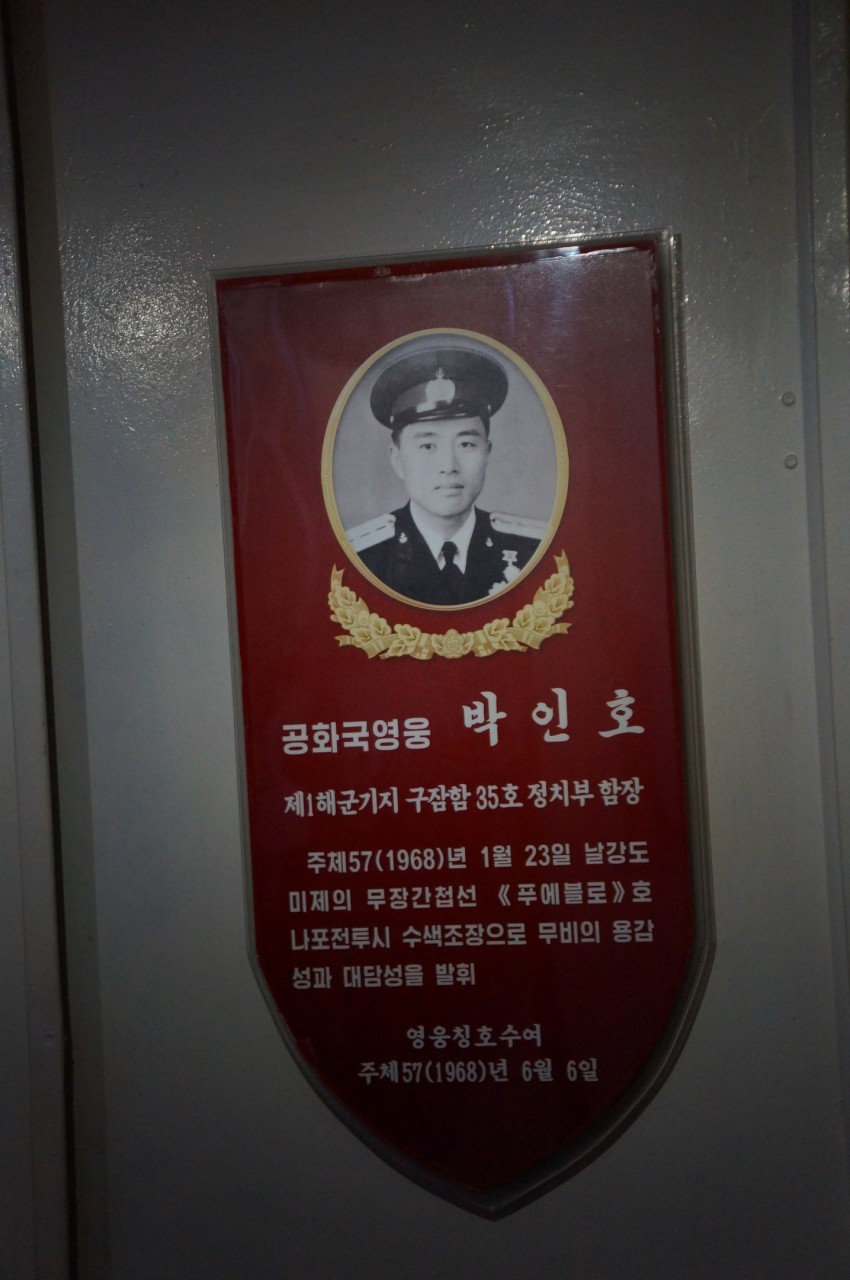 공화국영웅 박인호
제1해군기지 구잠함 35호 정치부 함장
주체57(1968)년 1월 23일 날강도
미제의 무장간첩선 《푸에블로》호
나포전투시 수색조장으로 무비의 용감
성과 대담성을 발휘
영웅칭호수여
주체57(1968)년 6월 6일